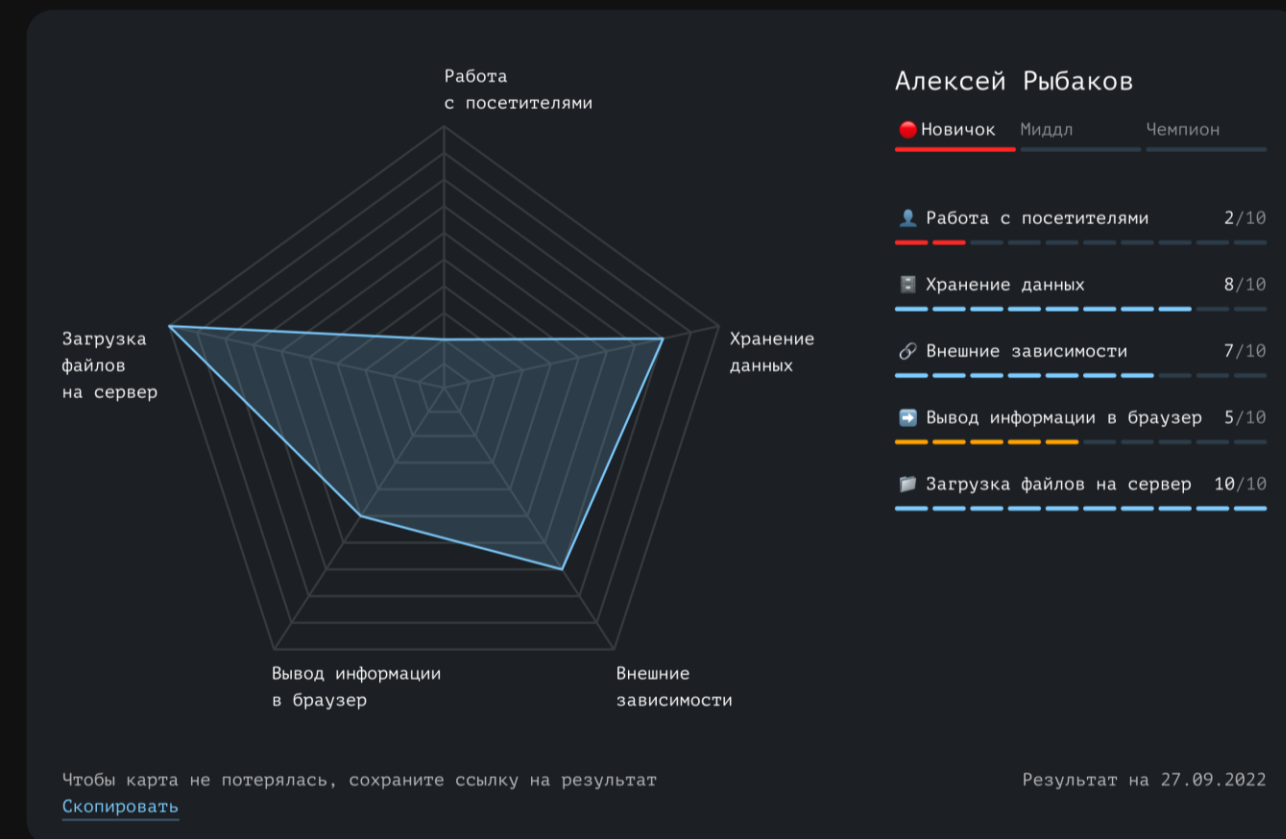 Работа
с посетителями
Загрузка
файлов
на сервер
Хранение
данных
Вывод информации
в браузер
Внешние
зависимости
Алексей Рыбаков
Новичок Миддл Чемпион
Работа с посетителями 2/10
Хранение данных 8/10
Внешние зависимости 7/10
Вывод информации в браузер 5/10
Загрузка файлов на сервер 10/10
Чтобы карта не потерялась, сохраните ссылку на результат
Скопировать
Результат на 27.09.2022